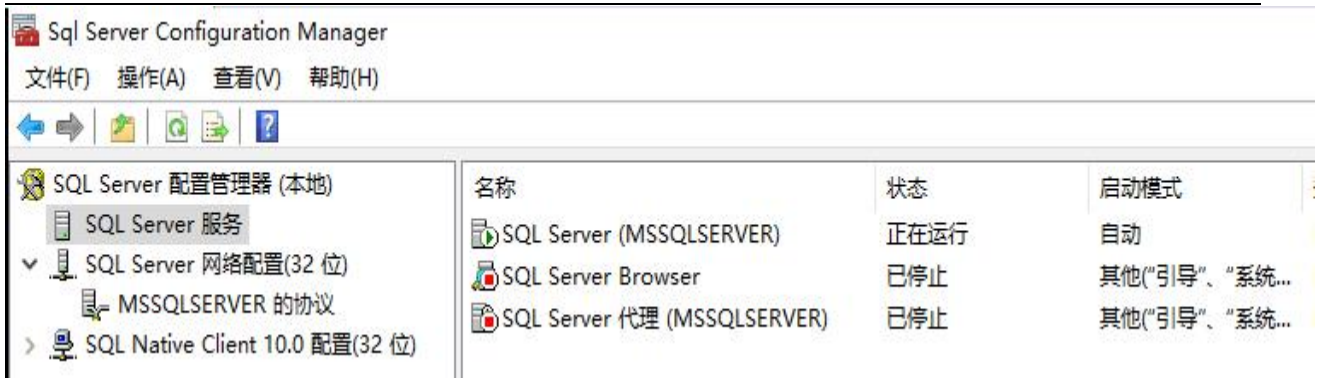 Sql Server Configuration Manager
文件(F) 操作(A) 查看(V) 帮助(H)
SQL Server 配置管理器 (本地)
SQL Server 服务
SQL Server 网络配置(32 位)
MSSQLSERVER 的协议
SQL Native Client 10.0 配置(32 位)
名称 状态 启动模式
SQL Server (MSSQLSERVER) 正在运行 自动
SQL Server Browser 已停止 其他("引导"、"系统...
SQL Server 代理 (MSSQLSERVER) 已停止 其他("引导"、"系统...